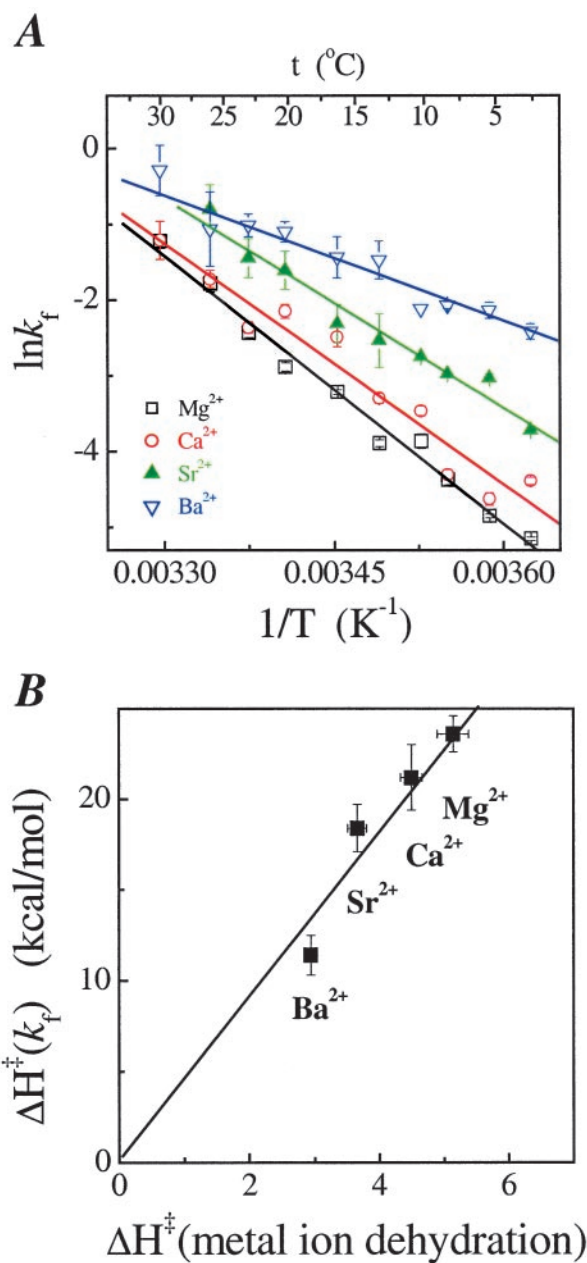 A
t (°C)
30 25 20 15 10 5
0
-2
-4
lnk_f
Mg²⁺
Ca²⁺
Sr²⁺
Ba²⁺
0.00330 0.00345 0.00360
1/T (K⁻¹)
B
20
10
0
ΔH‡(k_f) (kcal/mol)
Mg²⁺
Ca²⁺
Sr²⁺
Ba²⁺
0 2 4 6
ΔH‡(metal ion dehydration)